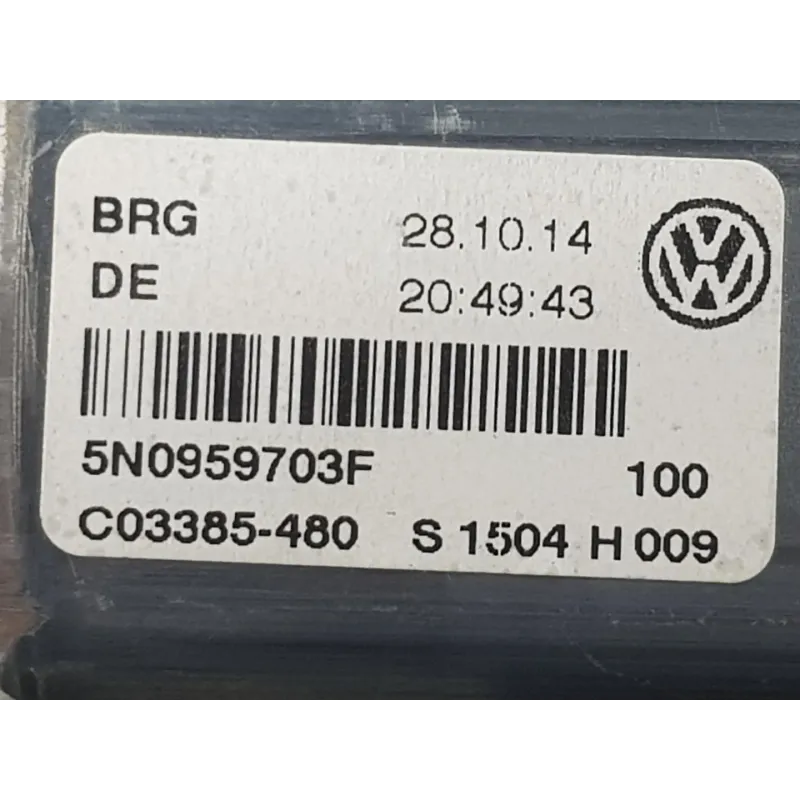 BRG 28.10.14
DE 20:49:43
5N0959703F 100
C03385-480 S 1504 H 009